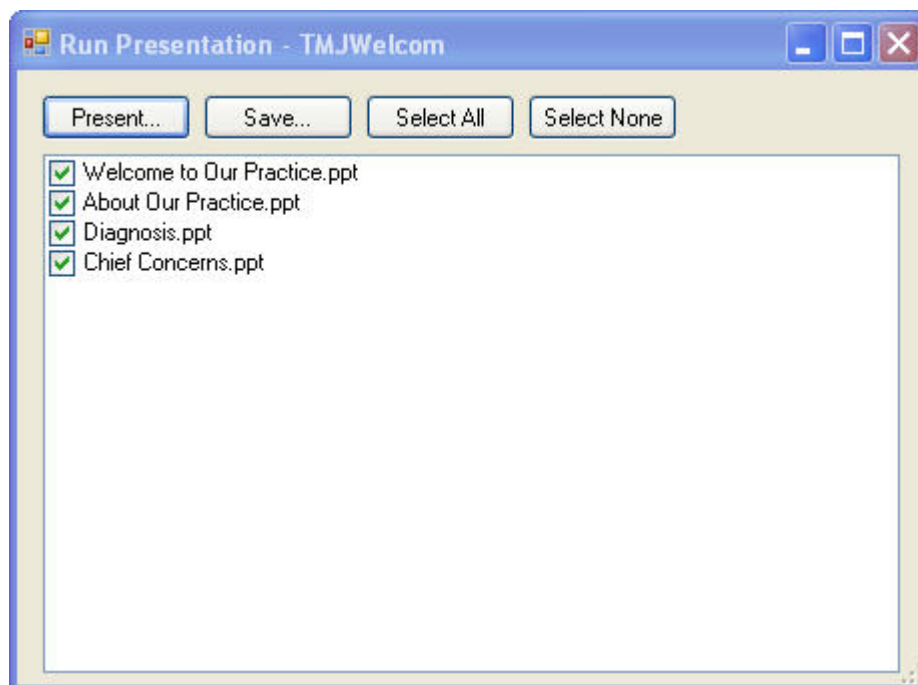 Run Presentation - TMJWelcom
Present... Save... Select All Select None
Welcome to Our Practice.ppt
About Our Practice.ppt
Diagnosis.ppt
Chief Concerns.ppt